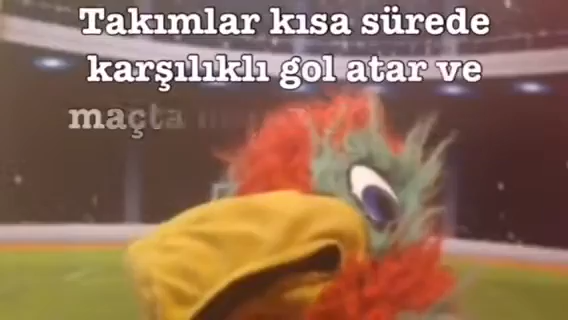 Takımlar kısa sürede
karşılıklı gol atar ve
maçta